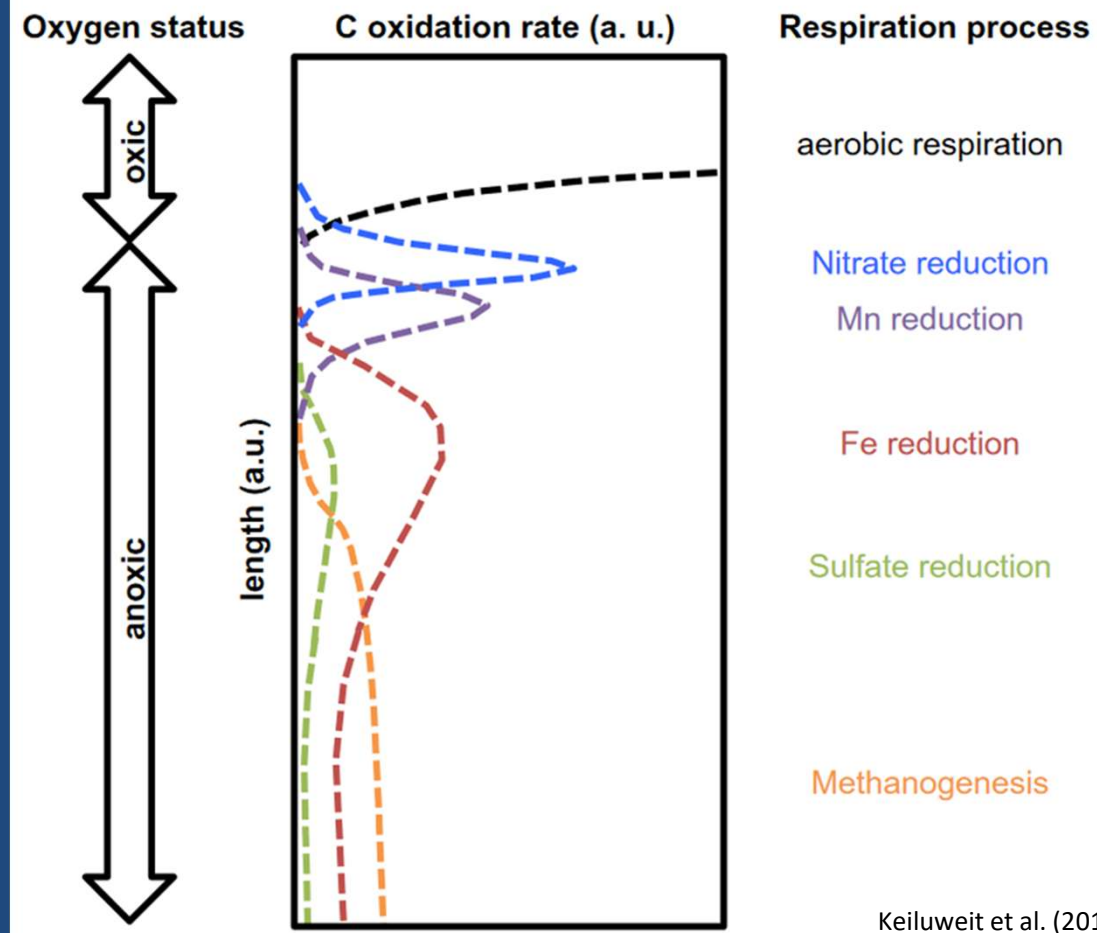 Oxygen status
C oxidation rate (a. u.)
Respiration process
oxic
anoxic
length (a.u.)
aerobic respiration
Nitrate reduction
Mn reduction
Fe reduction
Sulfate reduction
Methanogenesis
Keiluweit et al. (201